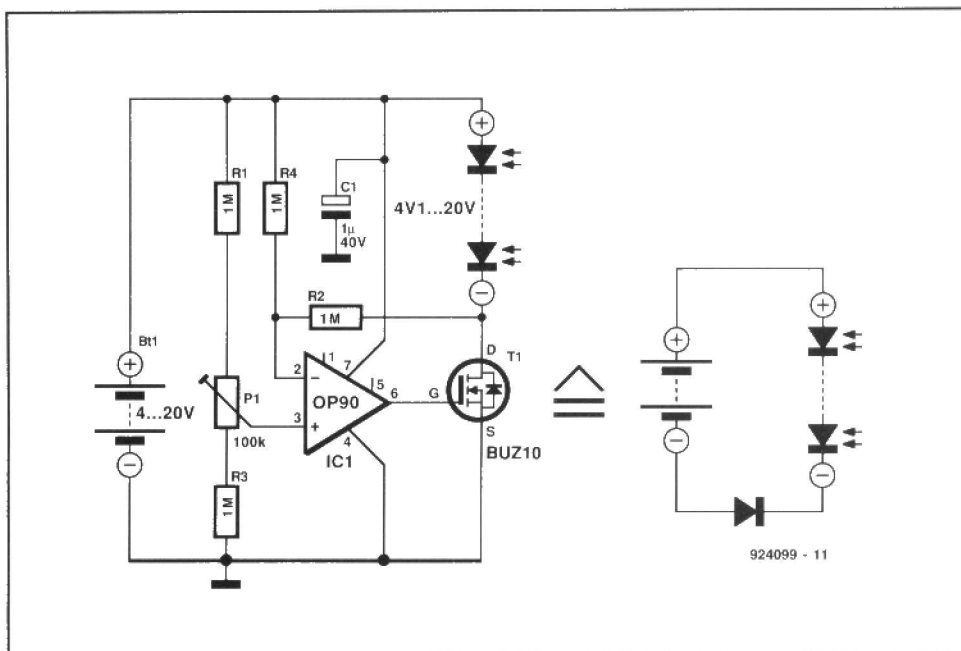 +
R1
R4
1M
1M
C1
+
1µ
40V
4V1...20V
R2
1M
−
+
Bt1
2
−
1
7
5
D
T1
+
4...20V
P1
OP90
6
G
3
+
4
S
−
100k
IC1
BUZ10
−
−
R3
1M
924099 - 11